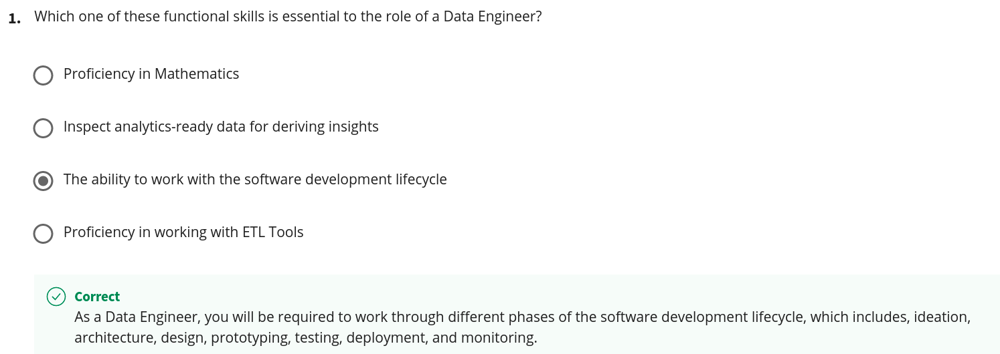 1. Which one of these functional skills is essential to the role of a Data Engineer?
Proficiency in Mathematics
Inspect analytics-ready data for deriving insights
The ability to work with the software development lifecycle
Proficiency in working with ETL Tools
Correct
As a Data Engineer, you will be required to work through different phases of the software development lifecycle, which includes, ideation,
architecture, design, prototyping, testing, deployment, and monitoring.